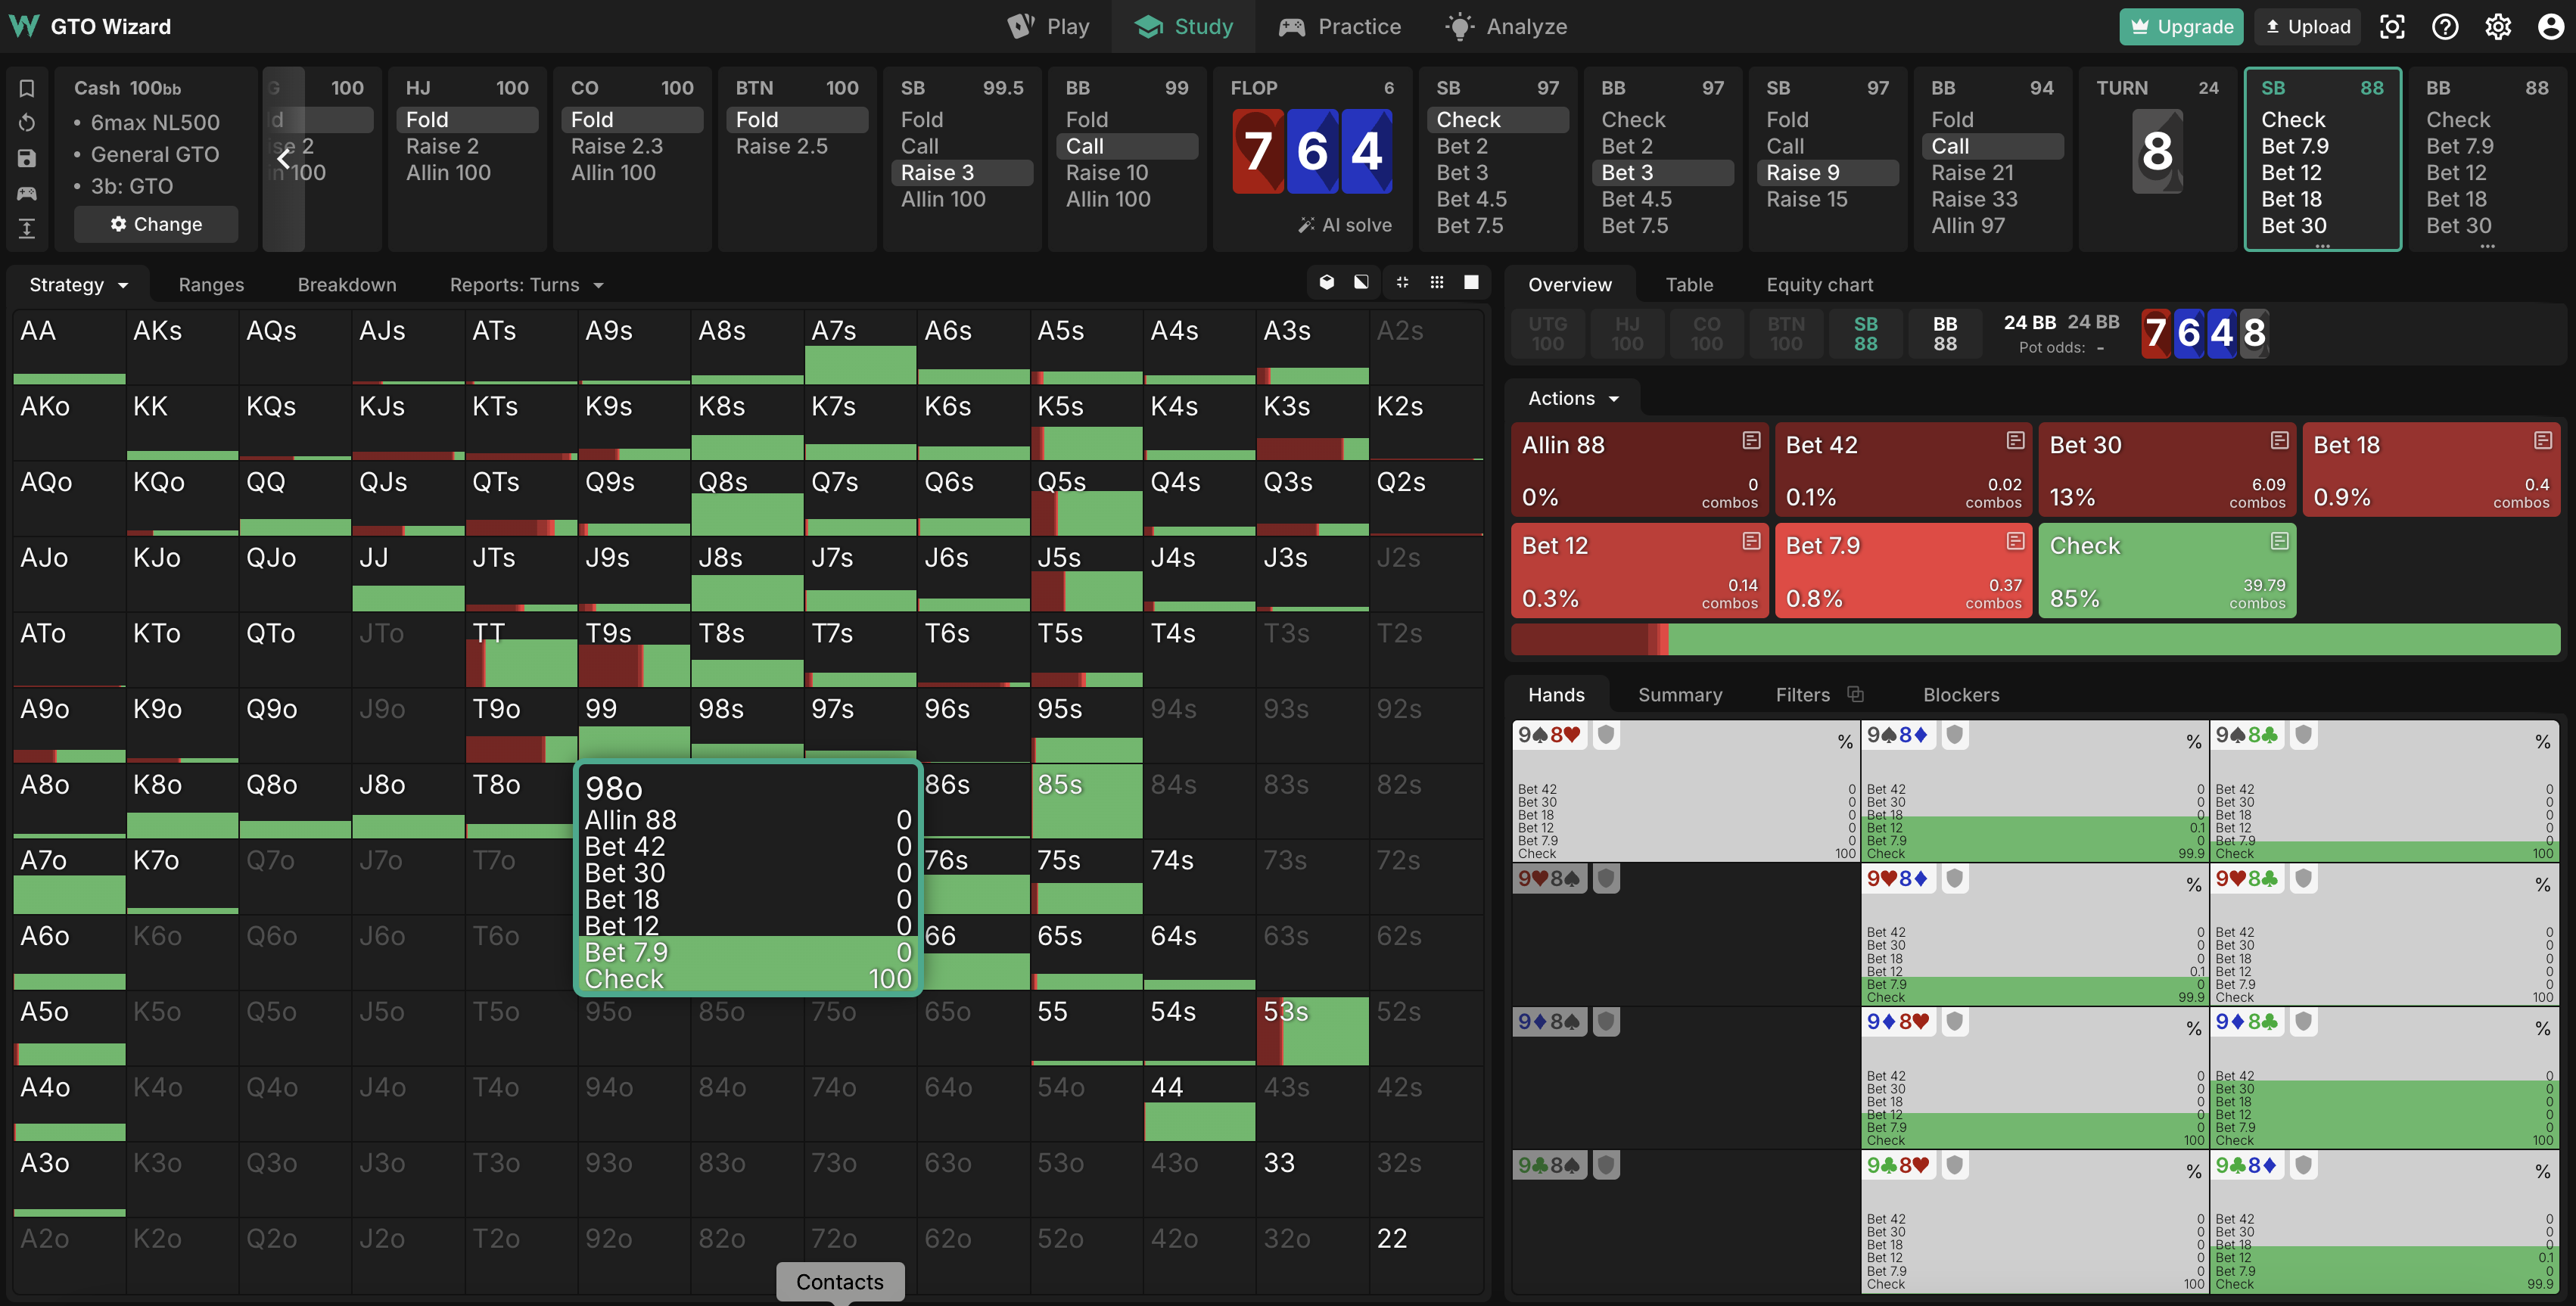 GTO Wizard
Play
Study
Practice
Analyze
Upgrade
Upload
Cash 100bb
• 6max NL500
• General GTO
• 3b: GTO
Change
G 100
ld
ise 2
in 100
HJ 100
Fold
Raise 2
Allin 100
CO 100
Fold
Raise 2.3
Allin 100
BTN 100
Fold
Raise 2.5
SB 99.5
Fold
Call
Raise 3
Allin 100
BB 99
Fold
Call
Raise 10
Allin 100
FLOP 6
7 6 4
AI solve
SB 97
Check
Bet 2
Bet 3
Bet 4.5
Bet 7.5
BB 97
Check
Bet 2
Bet 3
Bet 4.5
Bet 7.5
SB 97
Fold
Call
Raise 9
Raise 15
BB 94
Fold
Call
Raise 21
Raise 33
Allin 97
TURN 24
8
SB 88
Check
Bet 7.9
Bet 12
Bet 18
Bet 30
...
BB 88
Check
Bet 7.9
Bet 12
Bet 18
Bet 30
...
Strategy
Ranges
Breakdown
Reports: Turns
AA AKs AQs AJs ATs A9s A8s A7s A6s A5s A4s A3s A2s
AKo KK KQs KJs KTs K9s K8s K7s K6s K5s K4s K3s K2s
AQo KQo QQ QJs QTs Q9s Q8s Q7s Q6s Q5s Q4s Q3s Q2s
AJo KJo QJo JJ JTs J9s J8s J7s J6s J5s J4s J3s J2s
ATo KTo QTo JTo TT T9s T8s T7s T6s T5s T4s T3s T2s
A9o K9o Q9o J9o T9o 99 98s 97s 96s 95s 94s 93s 92s
A8o K8o Q8o J8o T8o 86s 85s 84s 83s 82s
A7o K7o Q7o J7o T7o 76s 75s 74s 73s 72s
A6o K6o Q6o J6o T6o 66 65s 64s 63s 62s
A5o K5o Q5o J5o T5o 95o 85o 75o 65o 55 54s 53s 52s
A4o K4o Q4o J4o T4o 94o 84o 74o 64o 54o 44 43s 42s
A3o K3o Q3o J3o T3o 93o 83o 73o 63o 53o 43o 33 32s
A2o K2o Q2o J2o T2o 92o 82o 72o 62o 52o 42o 32o 22
98o
Allin 88 0
Bet 42 0
Bet 30 0
Bet 18 0
Bet 12 0
Bet 7.9 0
Check 100
Contacts
Overview
Table
Equity chart
UTG 100
HJ 100
CO 100
BTN 100
SB 88
BB 88
24 BB 24 BB
Pot odds: -
7 6 4 8
Actions
Allin 88
0% 0 combos
Bet 42
0.1% 0.02 combos
Bet 30
13% 6.09 combos
Bet 18
0.9% 0.4 combos
Bet 12
0.3% 0.14 combos
Bet 7.9
0.8% 0.37 combos
Check
85% 39.79 combos
Hands
Summary
Filters
Blockers
9♠8♥ %
Bet 42 0
Bet 30 0
Bet 18 0
Bet 12 0
Bet 7.9 0
Check 100
9♠8♦ %
Bet 42 0
Bet 30 0
Bet 18 0
Bet 12 0.1
Bet 7.9 0
Check 99.9
9♠8♣ %
Bet 42 0
Bet 30 0
Bet 18 0
Bet 12 0
Bet 7.9 0
Check 100
9♥8♠
9♥8♦ %
Bet 42 0
Bet 30 0
Bet 18 0
Bet 12 0.1
Bet 7.9 0
Check 99.9
9♥8♣ %
Bet 42 0
Bet 30 0
Bet 18 0
Bet 12 0
Bet 7.9 0
Check 100
9♦8♠
9♦8♥ %
Bet 42 0
Bet 30 0
Bet 18 0
Bet 12 0
Bet 7.9 0
Check 100
9♦8♣ %
Bet 42 0
Bet 30 0
Bet 18 0
Bet 12 0
Bet 7.9 0
Check 100
9♣8♠
9♣8♥ %
Bet 42 0
Bet 30 0
Bet 18 0
Bet 12 0
Bet 7.9 0
Check 100
9♣8♦ %
Bet 42 0
Bet 30 0
Bet 18 0
Bet 12 0.1
Bet 7.9 0
Check 99.9